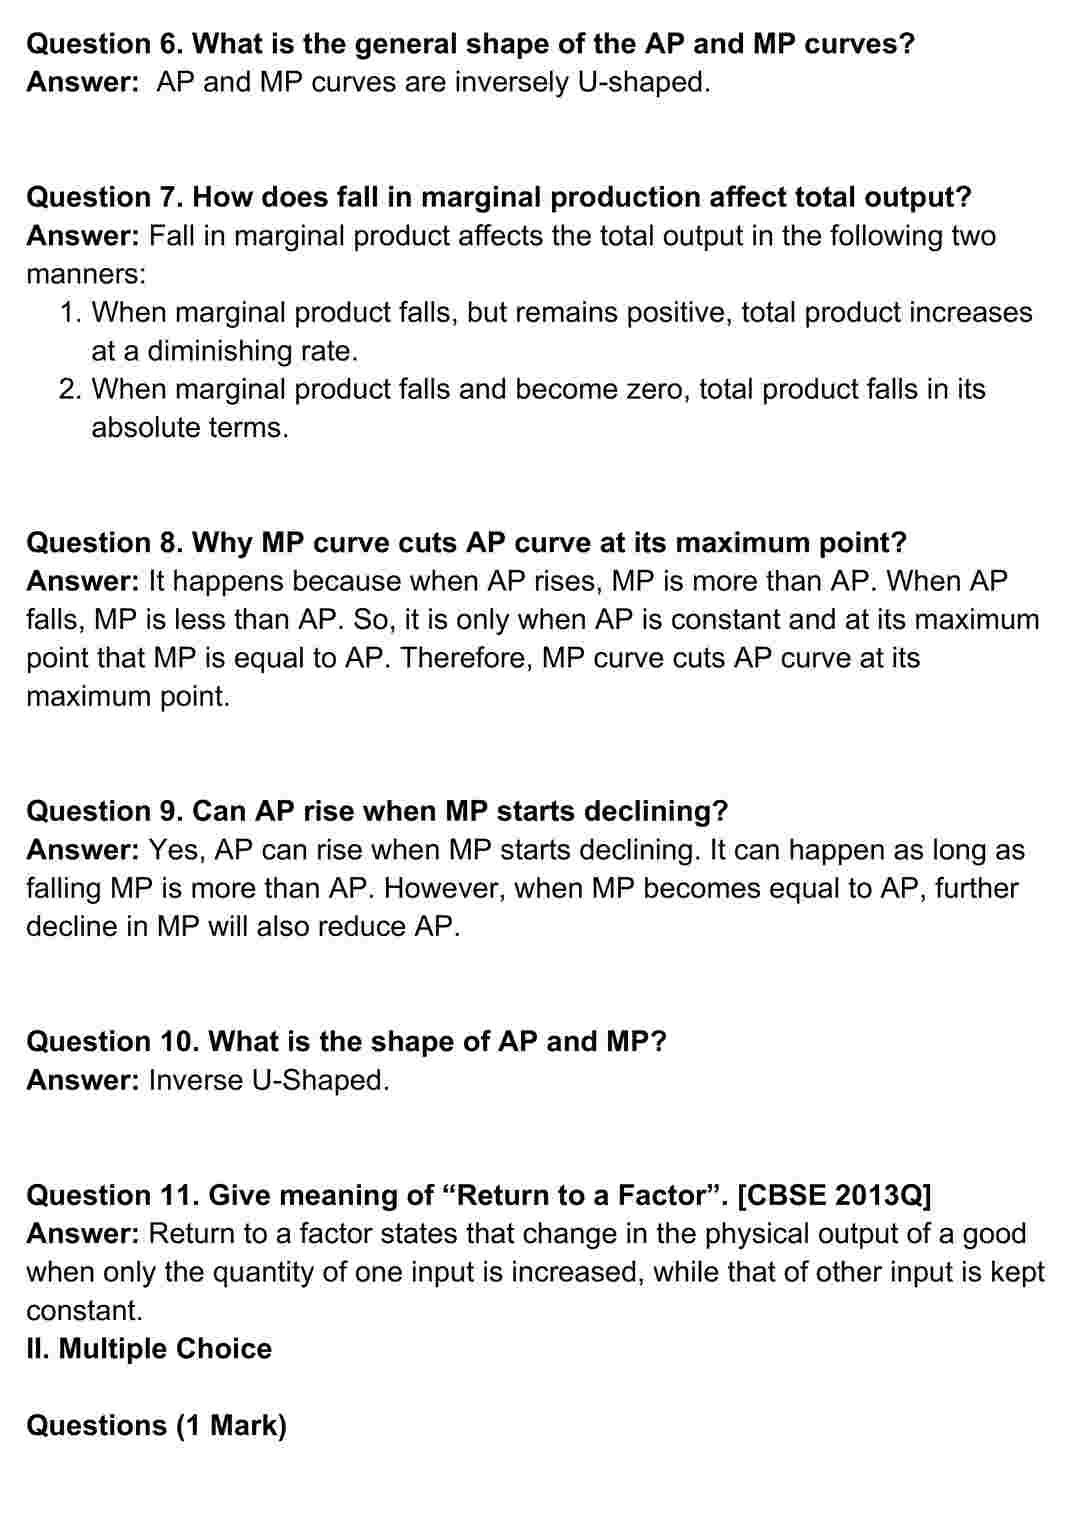 Question 6. What is the general shape of the AP and MP curves?
Answer:  AP and MP curves are inversely U-shaped.
Question 7. How does fall in marginal production affect total output?
Answer: Fall in marginal product affects the total output in the following two
manners:
1. When marginal product falls, but remains positive, total product increases
at a diminishing rate.
2. When marginal product falls and become zero, total product falls in its
absolute terms.
Question 8. Why MP curve cuts AP curve at its maximum point?
Answer: It happens because when AP rises, MP is more than AP. When AP
falls, MP is less than AP. So, it is only when AP is constant and at its maximum
point that MP is equal to AP. Therefore, MP curve cuts AP curve at its
maximum point.
Question 9. Can AP rise when MP starts declining?
Answer: Yes, AP can rise when MP starts declining. It can happen as long as
falling MP is more than AP. However, when MP becomes equal to AP, further
decline in MP will also reduce AP.
Question 10. What is the shape of AP and MP?
Answer: Inverse U-Shaped.
Question 11. Give meaning of “Return to a Factor”. [CBSE 2013Q]
Answer: Return to a factor states that change in the physical output of a good
when only the quantity of one input is increased, while that of other input is kept
constant.
II. Multiple Choice
Questions (1 Mark)